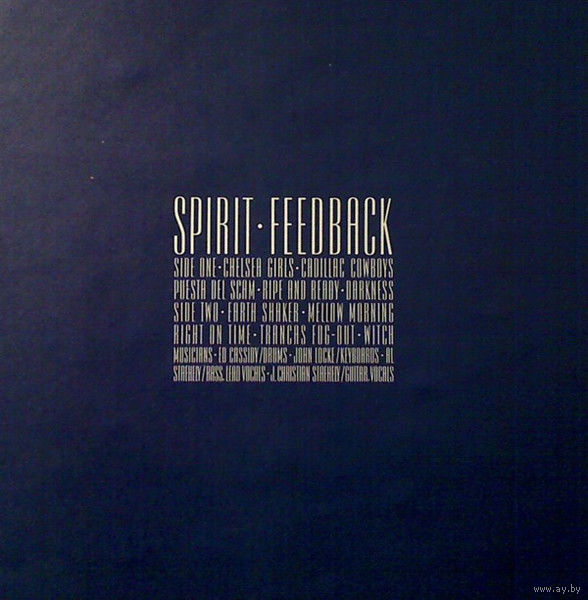 SPIRIT · FEEDBACK
SIDE ONE · CHELSEA GIRLS · CADILLAC COWBOYS
PUESTA DEL SCAM · RIPE AND READY · DARKNESS
SIDE TWO · EARTH SHAKER · MELLOW MORNING
RIGHT ON TIME · TRANCAS FOG-OUT · WITCH
MUSICIANS · ED CASSIDY/DRUMS · JOHN LOCKE/KEYBOARDS · AL
STAEHELY/BASS, LEAD VOCALS · J. CHRISTIAN STAEHELY/GUITAR, VOCALS
www.ay.by